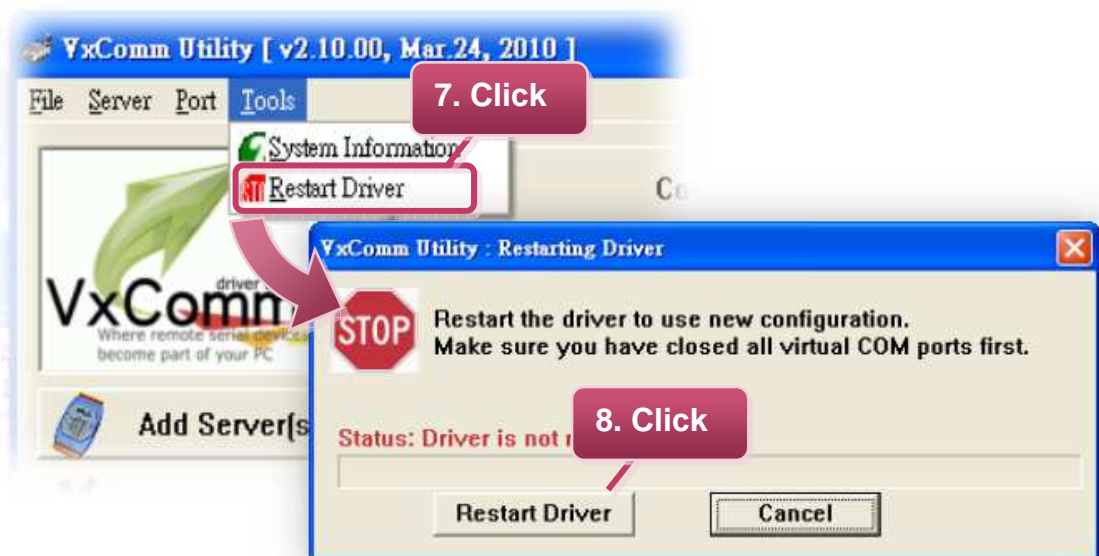 VxComm Utility [ v2.10.00, Mar.24, 2010 ]
File Server Port Tools
7. Click
System Information
STOP Restart Driver
VxComm Utility : Restarting Driver
driver
VxComm
Where remote serial devices
become part of your PC
STOP
Restart the driver to use new configuration.
Make sure you have closed all virtual COM ports first.
Add Server(s
8. Click
Status: Driver is not
Restart Driver
Cancel